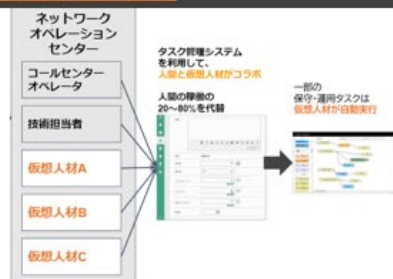 ネットワーク
オペレーション
センター
コールセンター
オペレータ
技術担当者
仮想人材A
仮想人材B
仮想人材C
タスク管理システム
を利用して、
人間と仮想人材がコラボ
人間の稼働の
20~80%を代替
一部の
保守・運用タスクは
仮想人材が自動実行